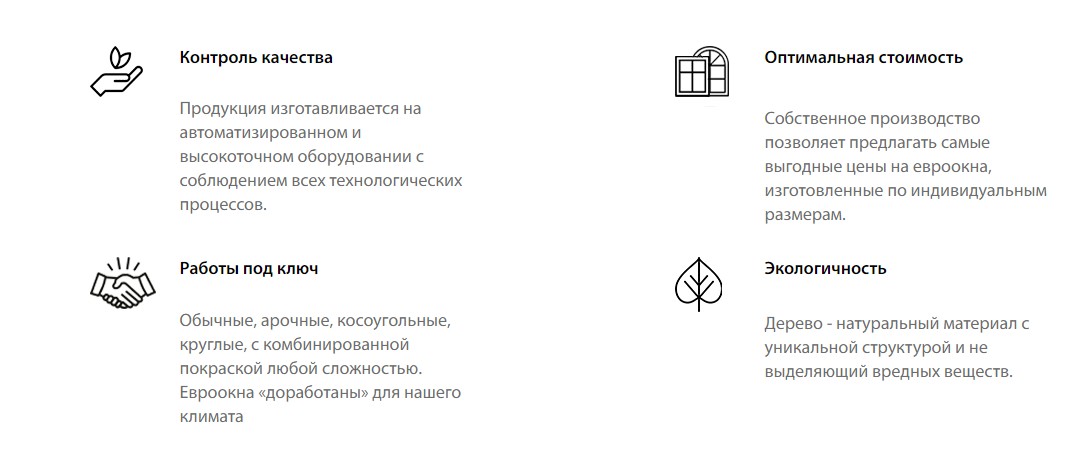 Контроль качества
Продукция изготавливается на
автоматизированном и
высокоточном оборудовании с
соблюдением всех технологических
процессов.
Оптимальная стоимость
Собственное производство
позволяет предлагать самые
выгодные цены на евроокна,
изготовленные по индивидуальным
размерам.
Работы под ключ
Обычные, арочные, косоугольные,
круглые, с комбинированной
покраской любой сложностью.
Евроокна «доработаны» для нашего
климата
Экологичность
Дерево - натуральный материал с
уникальной структурой и не
выделяющий вредных веществ.